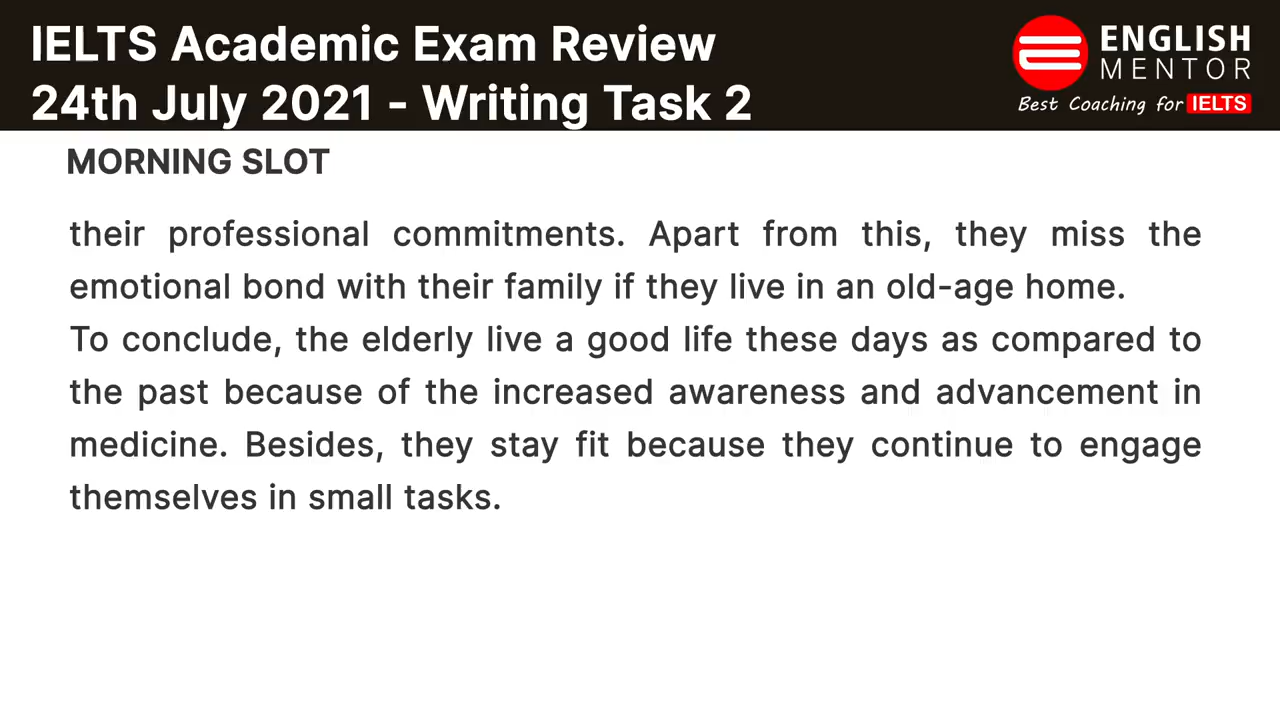 IELTS Academic Exam Review
24th July 2021 - Writing Task 2
ENGLISH
MENTOR
Best Coaching for IELTS
MORNING SLOT
their professional commitments. Apart from this, they miss the
emotional bond with their family if they live in an old-age home.
To conclude, the elderly live a good life these days as compared to
the past because of the increased awareness and advancement in
medicine. Besides, they stay fit because they continue to engage
themselves in small tasks.